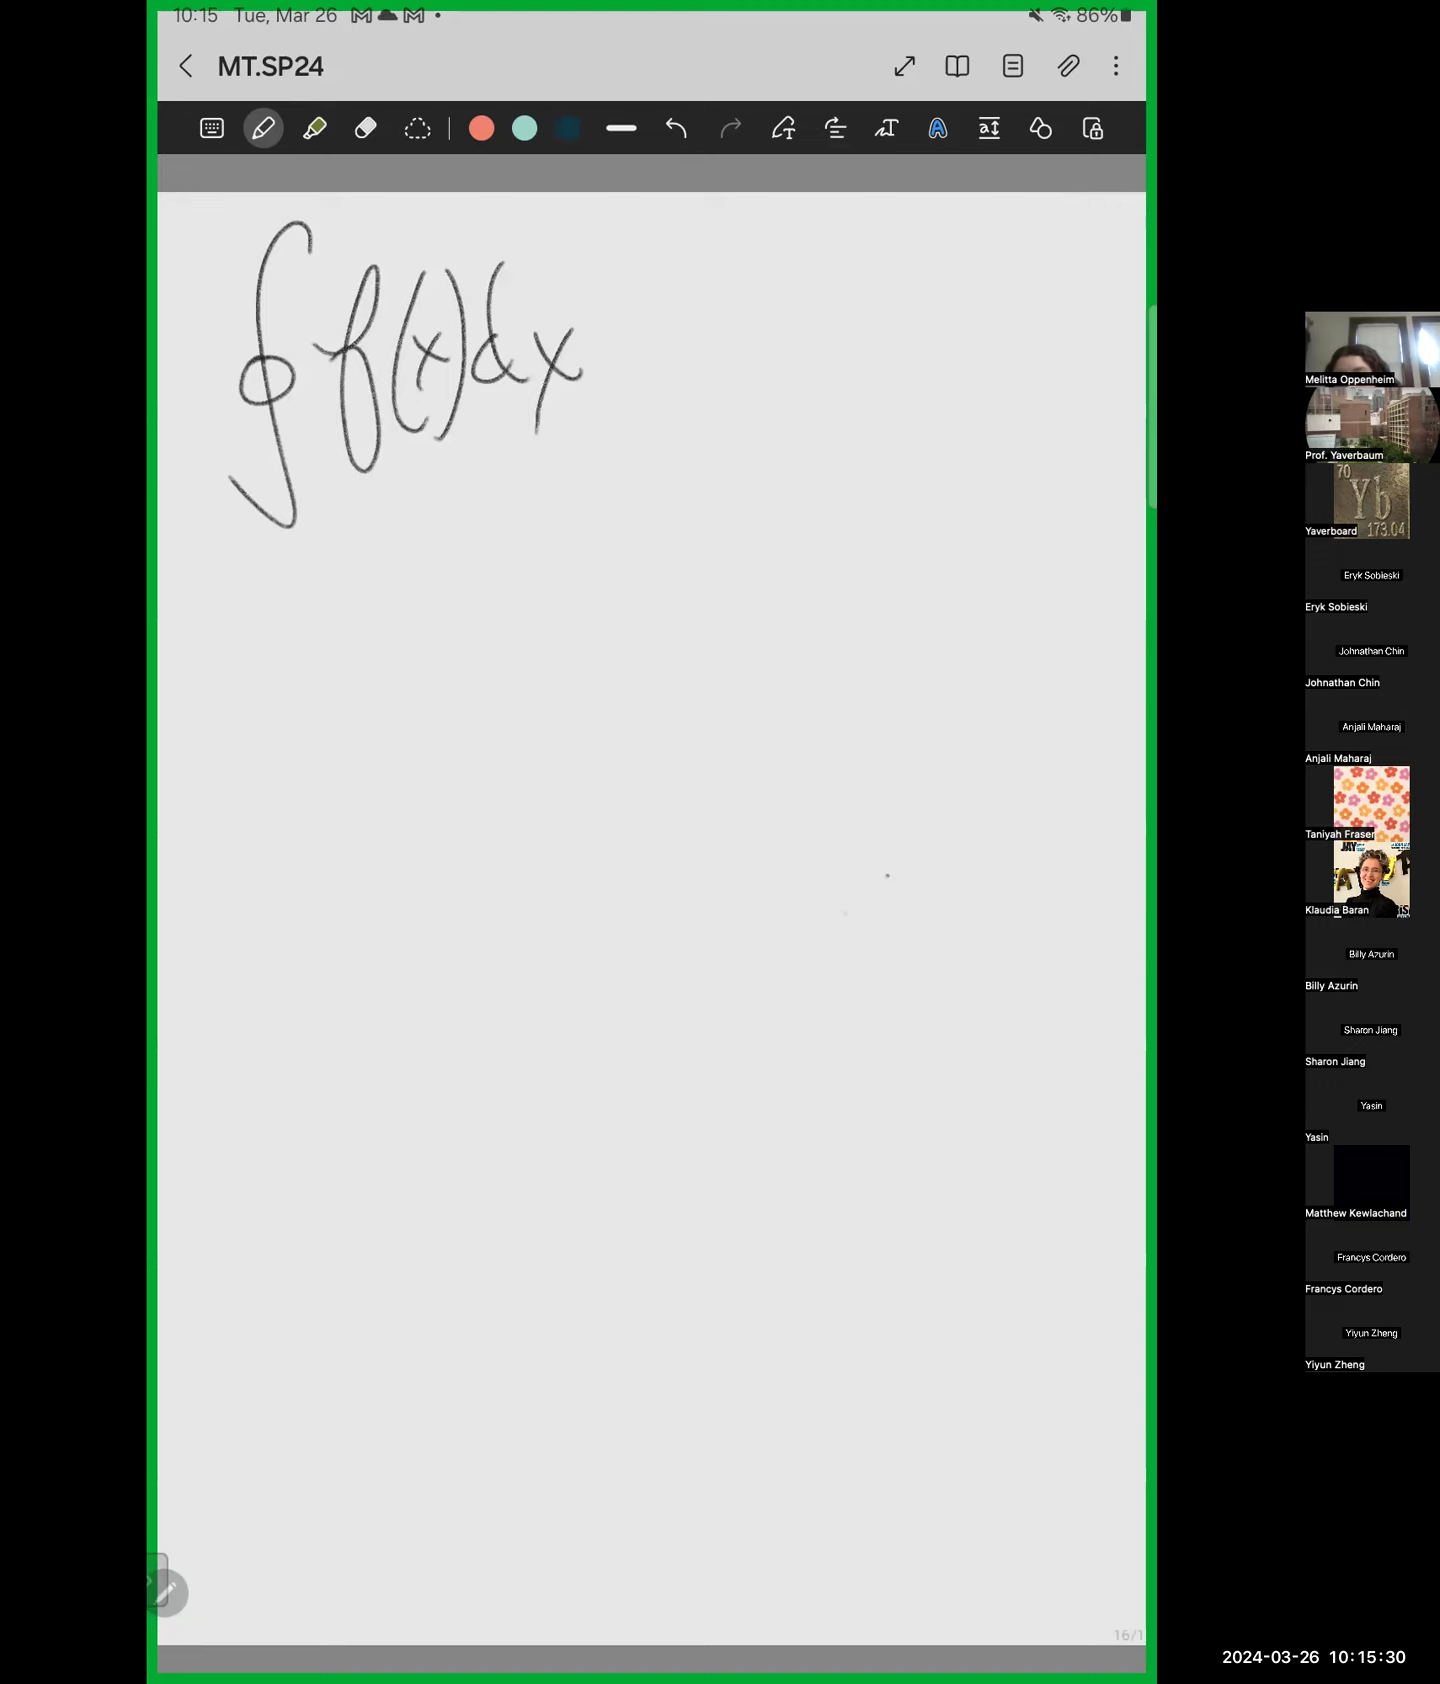 10:15 Tue, Mar 26 86%
MT.SP24
∮ f(x)dx
16/1
Melitta Oppenheim
Prof. Yaverbaum
70
Yb
173.04
Yaverboard
Eryk Sobieski
Eryk Sobieski
Johnathan Chin
Johnathan Chin
Anjali Maharaj
Anjali Maharaj
Taniyah Fraser
JAY
Klaudia Baran
Billy Azurin
Billy Azurin
Sharon Jiang
Sharon Jiang
Yasin
Yasin
Matthew Kewlachand
Francys Cordero
Francys Cordero
Yiyun Zheng
Yiyun Zheng
2024-03-26 10:15:30